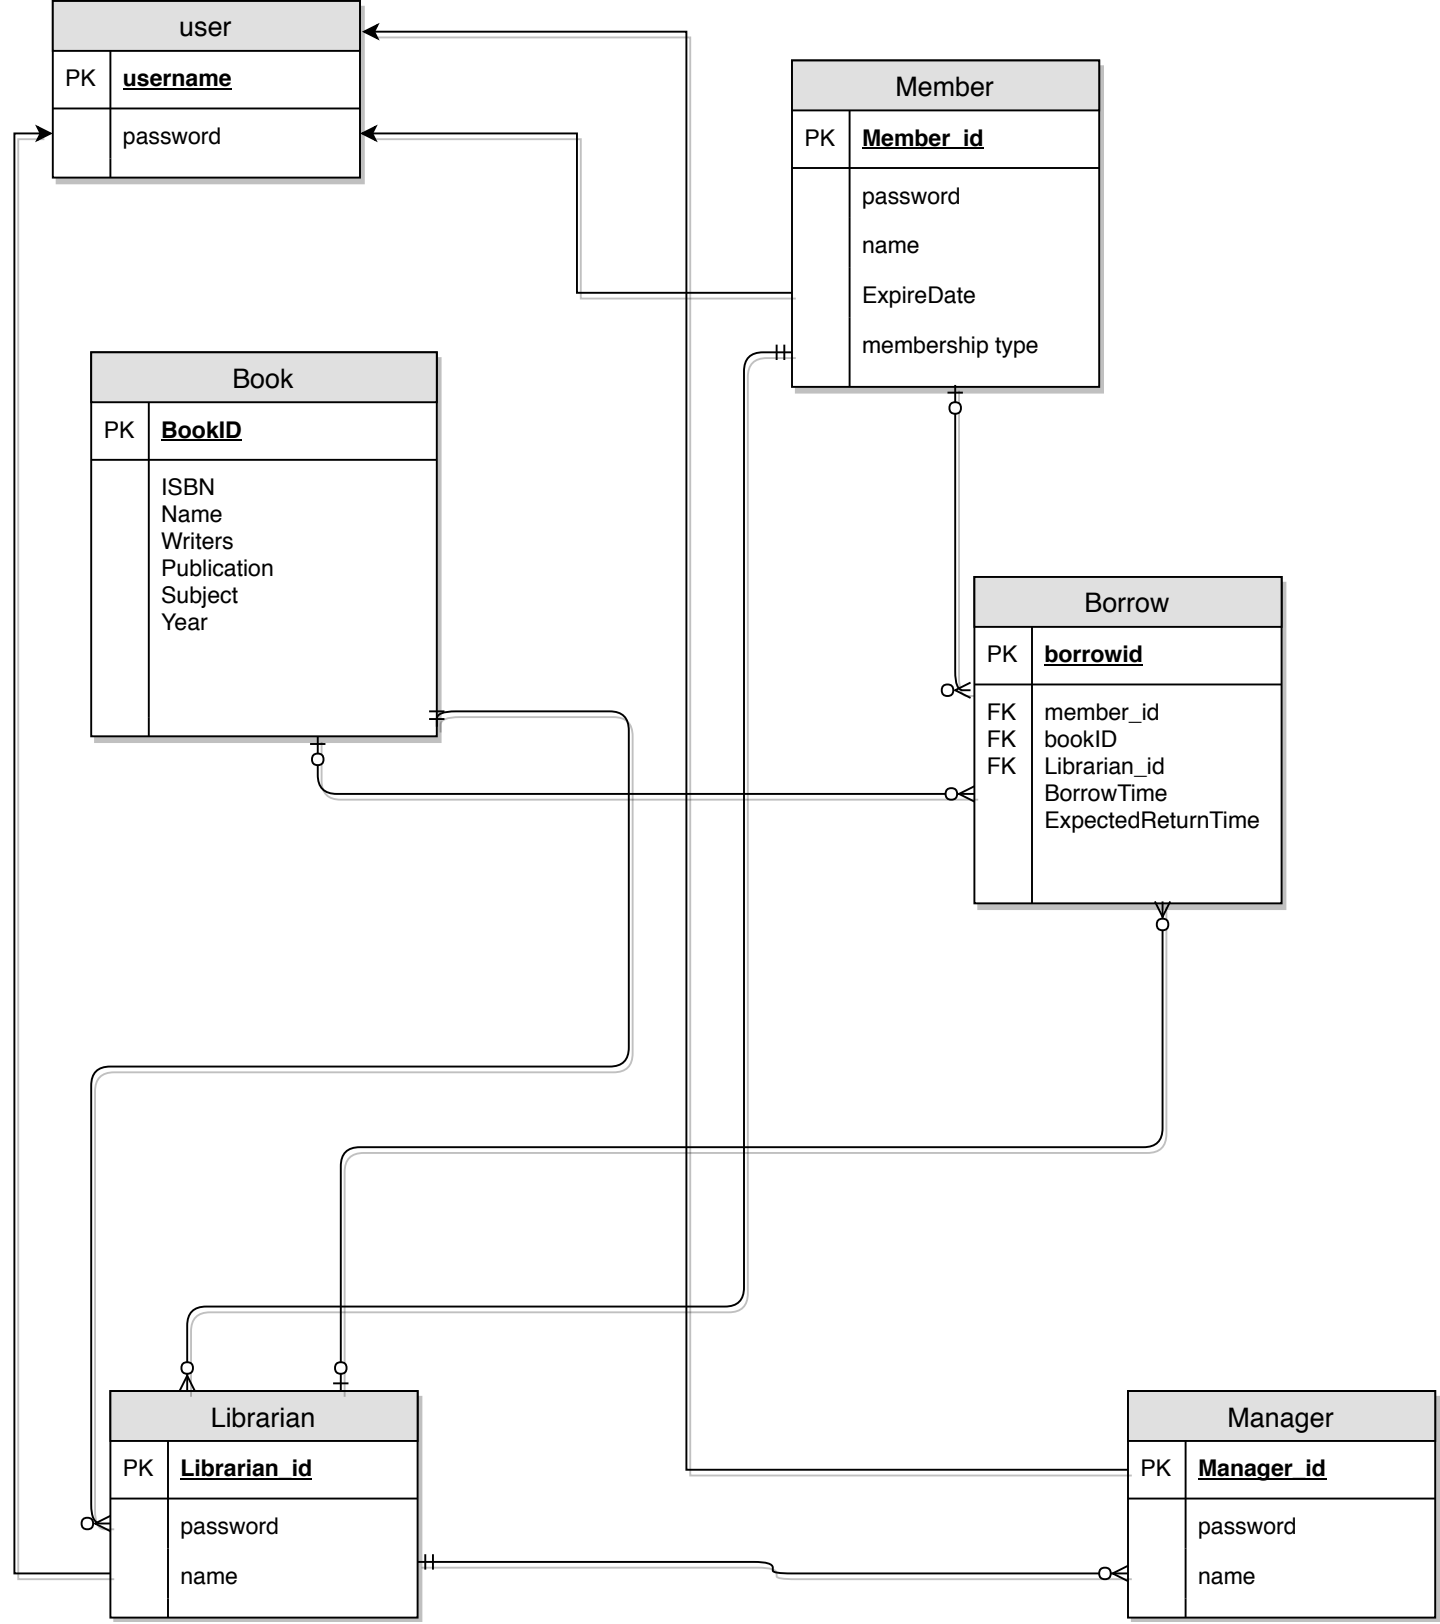 user
PK username
password
Member
PK Member_id
password
name
ExpireDate
membership type
Book
PK BookID
ISBN
Name
Writers
Publication
Subject
Year
Borrow
PK borrowid
FK member_id
FK bookID
FK Librarian_id
BorrowTime
ExpectedReturnTime
Librarian
PK Librarian_id
password
name
Manager
PK Manager_id
password
name